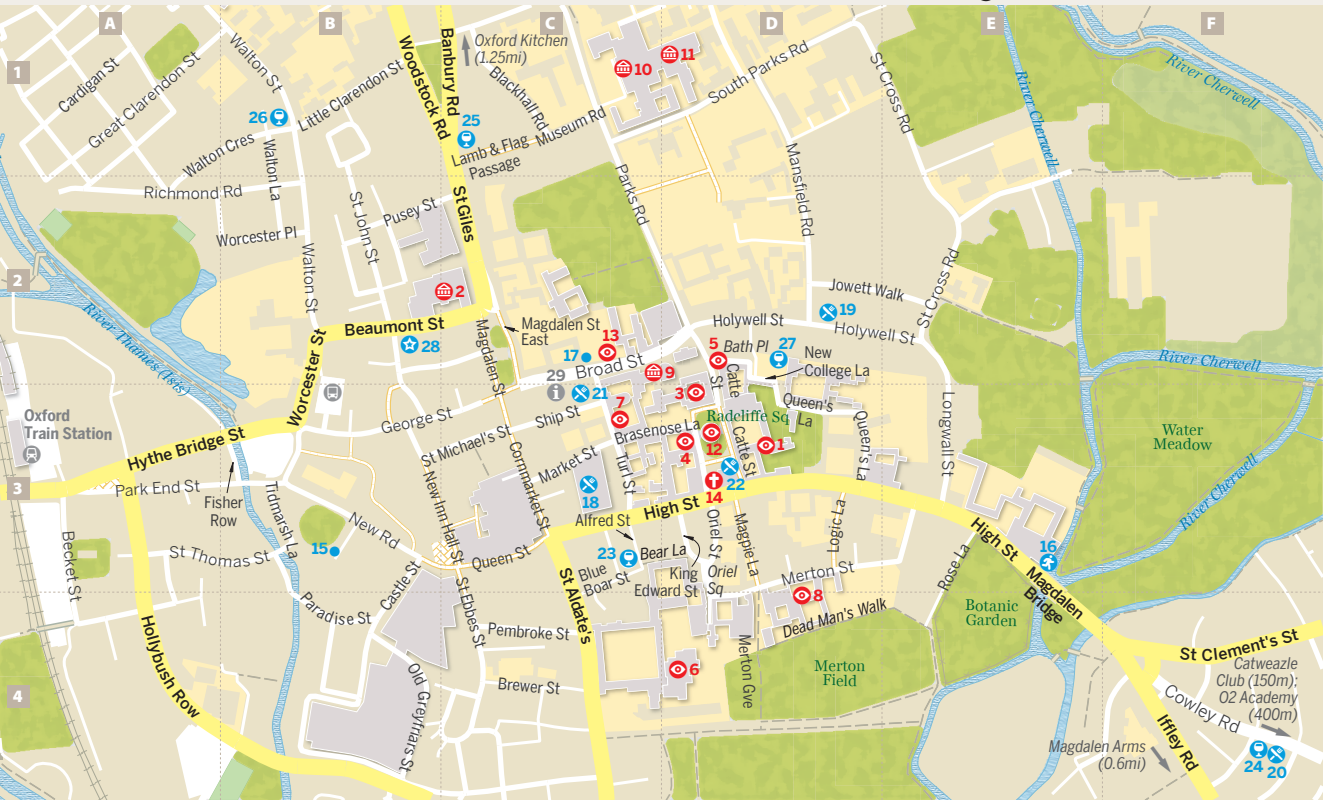 A
B
C
D
E
F
1
2
3
4
Cardigan St
Great Clarendon St
Walton St
Little Clarendon St
26
Walton Cres
Walton La
Richmond Rd
Worcester Pl
Walton St
St John St
Pusey St
Woodstock Rd
Banbury Rd
Oxford Kitchen
(1.25mi)
Blackhall Rd
25
Lamb & Flag
Passage
Museum Rd
St Giles
10
11
South Parks Rd
Parks Rd
Mansfield Rd
St Cross Rd
River Cherwell
River Cherwell
2
Beaumont St
28
Magdalen St
East
Magdalen St
13
17
Broad St
9
29
21
Ship St
7
3
5
Bath Pl
27
New
College La
Holywell St
Jowett Walk
19
Holywell St
St Cross Rd
River Cherwell
River Thames (Isis)
Oxford
Train Station
Hythe Bridge St
Worcester St
George St
St Michael's St
Cornmarket St
Market St
Brasenose La
Turl St
Radcliffe Sq
Catte
St
Catte St
Queen's
La
Queen's La
Longwall St
12
4
1
22
14
18
Alfred St
High St
Water
Meadow
River Cherwell
Park End St
Fisher
Row
Tidmarsh La
New Rd
New Inn Hall St
Queen St
Becket St
St Thomas St
15
Castle St
Paradise St
St Ebbes St
23
Bear La
Blue
Boar St
King
Edward St
Oriel St
Oriel
Sq
Magpie La
Logic La
Merton St
8
Dead Man's Walk
Rose La
High St
16
Magdalen
Bridge
Botanic
Garden
Hollybush Row
Pembroke St
Brewer St
Old Greyfriars St
St Aldate's
6
Merton Gve
Merton
Field
St Clement's St
Catweazle
Club (150m);
O2 Academy
(400m)
Cowley Rd
Iffley Rd
Magdalen Arms
(0.6mi)
24
20